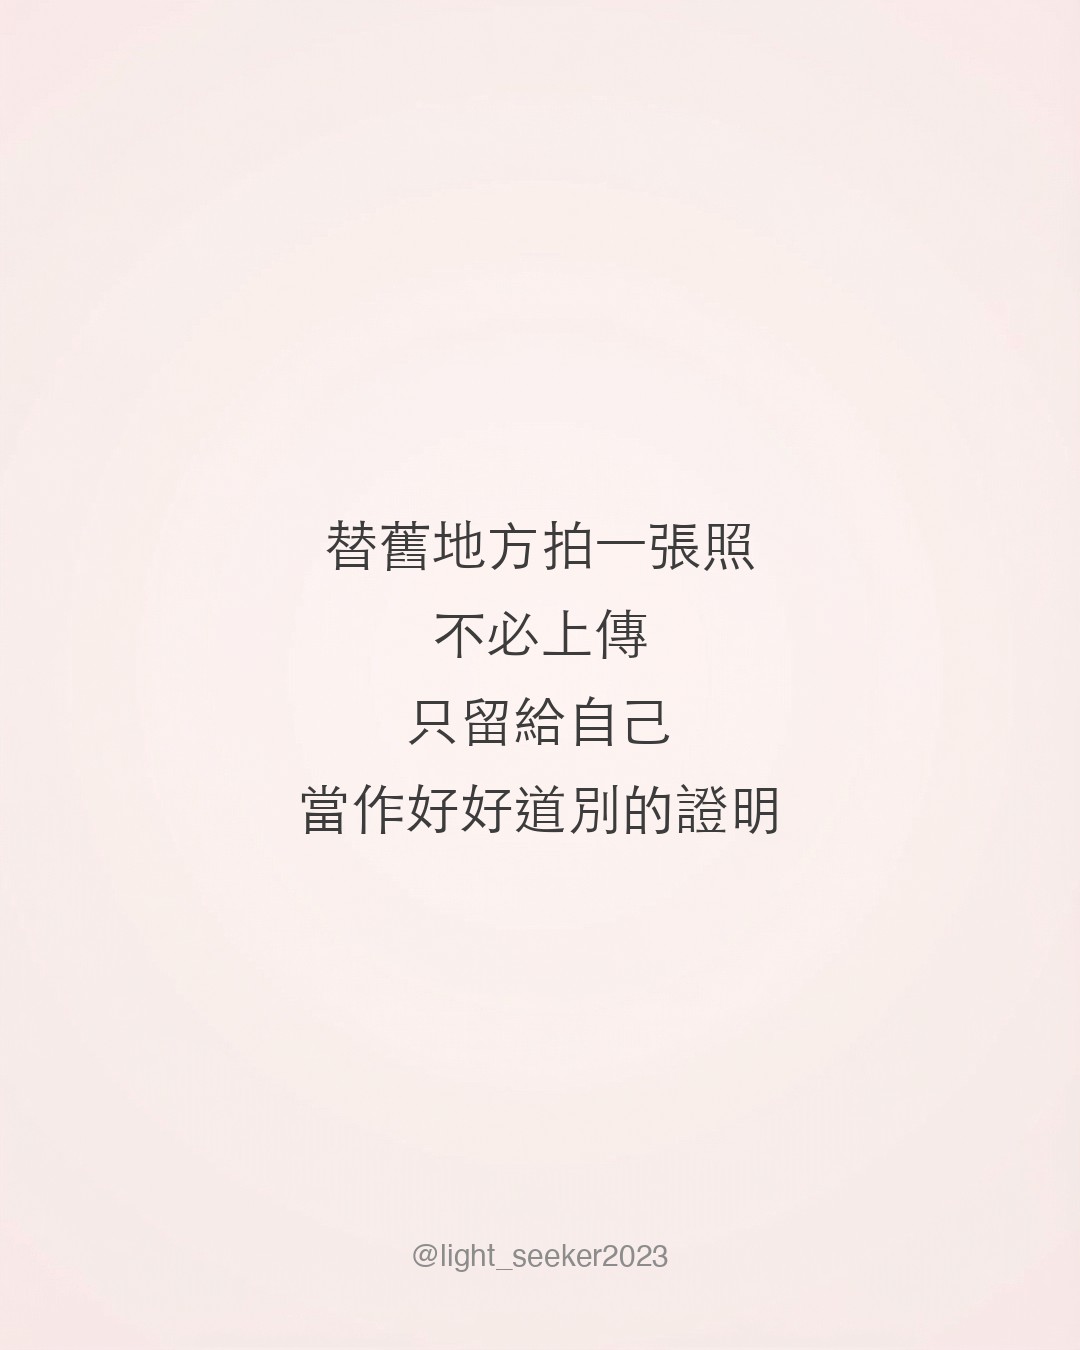 替舊地方拍一張照
不必上傳
只留給自己
當作好好道別的證明
@light_seeker2023